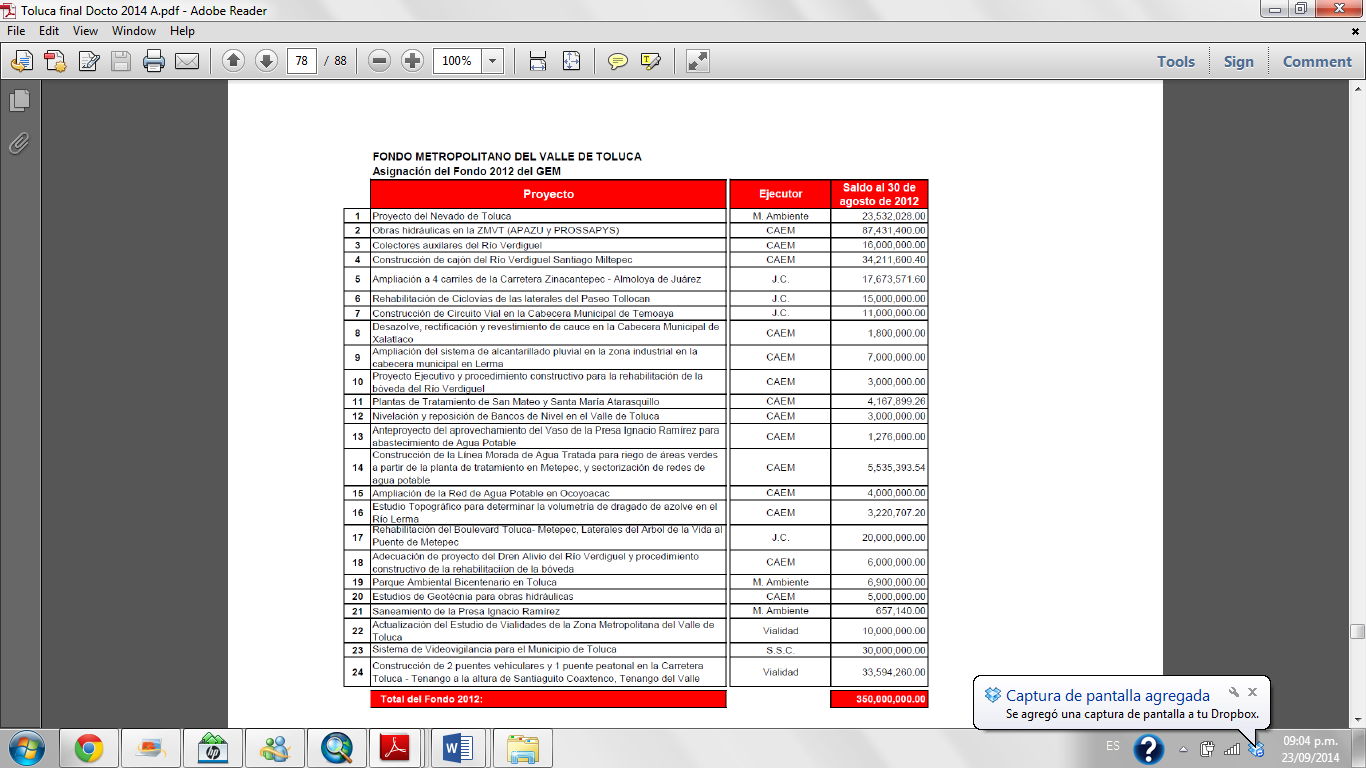 Toluca final Docto 2014 A.pdf - Adobe Reader
File Edit View Window Help
78 / 88 100% Tools Sign Comment
FONDO METROPOLITANO DEL VALLE DE TOLUCA
Asignación del Fondo 2012 del GEM
Proyecto Ejecutor Saldo al 30 de
agosto de 2012
1 Proyecto del Nevado de Toluca M. Ambiente 23,532,028.00
2 Obras hidráulicas en la ZMVT (APAZU y PROSSAPYS) CAEM 87,431,400.00
3 Colectores auxilares del Río Verdiguel CAEM 16,000,000.00
4 Construcción de cajón del Río Verdiguel Santiago Miltepec CAEM 34,211,600.40
5 Ampliación a 4 carriles de la Carretera Zinacantepec - Almoloya de Juárez J.C. 17,673,571.60
6 Rehabilitación de Ciclovías de las laterales del Paseo Tollocan J.C. 15,000,000.00
7 Construcción de Circuito Vial en la Cabecera Municipal de Temoaya J.C. 11,000,000.00
8 Desazolve, rectificación y revestimiento de cauce en la Cabecera Municipal de
Xalatlaco CAEM 1,800,000.00
9 Ampliación del sistema de alcantarillado pluvial en la zona industrial en la
cabecera municipal en Lerma CAEM 7,000,000.00
10 Proyecto Ejecutivo y procedimiento constructivo para la rehabilitación de la
bóveda del Río Verdiguel CAEM 3,000,000.00
11 Plantas de Tratamiento de San Mateo y Santa María Atarasquillo CAEM 4,167,899.26
12 Nivelación y reposición de Bancos de Nivel en el Valle de Toluca CAEM 3,000,000.00
13 Anteproyecto del aprovechamiento del Vaso de la Presa Ignacio Ramírez para
abastecimiento de Agua Potable CAEM 1,276,000.00
14 Construcción de la Línea Morada de Agua Tratada para riego de áreas verdes
a partir de la planta de tratamiento en Metepec, y sectorización de redes de
agua potable CAEM 5,535,393.54
15 Ampliación de la Red de Agua Potable en Ocoyoacac CAEM 4,000,000.00
16 Estudio Topográfico para determinar la volumetría de dragado de azolve en el
Río Lerma CAEM 3,220,707.20
17 Rehabilitación del Boulevard Toluca- Metepec, Laterales del Arbol de la Vida al
Puente de Metepec J.C. 20,000,000.00
18 Adecuación de proyecto del Dren Alivio del Río Verdiguel y procedimiento
constructivo de la rehabilitaciíon de la bóveda CAEM 6,000,000.00
19 Parque Ambiental Bicentenario en Toluca M. Ambiente 6,900,000.00
20 Estudios de Geotécnia para obras hidráulicas CAEM 5,000,000.00
21 Saneamiento de la Presa Ignacio Ramírez M. Ambiente 657,140.00
22 Actualización del Estudio de Vialidades de la Zona Metropolitana del Valle de
Toluca Vialidad 10,000,000.00
23 Sistema de Videovigilancia para el Municipio de Toluca S.S.C. 30,000,000.00
24 Construcción de 2 puentes vehiculares y 1 puente peatonal en la Carretera
Toluca - Tenango a la altura de Santiaguito Coaxtenco, Tenango del Valle Vialidad 33,594,260.00
Total del Fondo 2012: 350,000,000.00
Captura de pantalla agregada
Se agregó una captura de pantalla a tu Dropbox.
ES 09:04 p.m.
23/09/2014